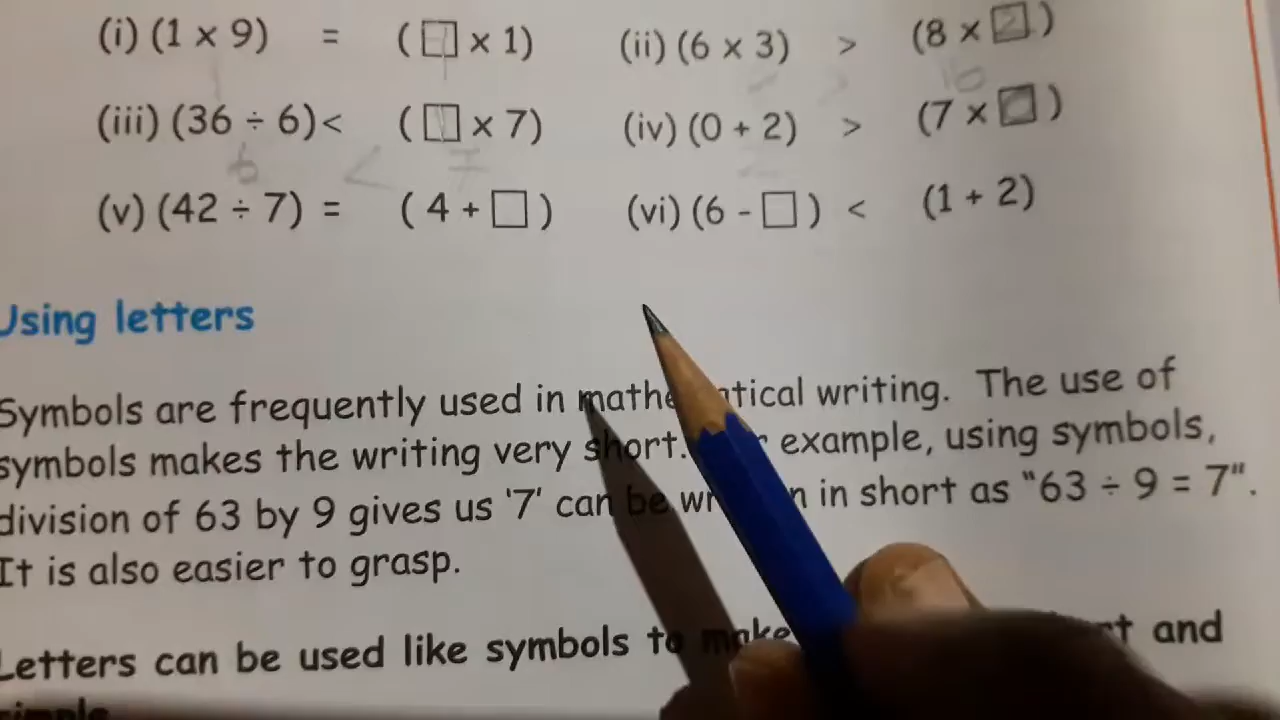 (i) (1 x 9) = ( □ x 1) (ii) (6 x 3) > (8 x 2 )
(iii) (36 ÷ 6) < ( □ x 7) (iv) (0 + 2) > (7 x □ )
(v) (42 ÷ 7) = ( 4 + □ ) (vi) (6 - □ ) < (1 + 2)
Using letters
Symbols are frequently used in writing. The use of
symbols makes the writing very short. example, using symbols,
division of 63 by 9 gives us '7' can be in short as "63 ÷ 9 = 7".
It is also easier to grasp.
Letters can be used like symbols to make and
simple